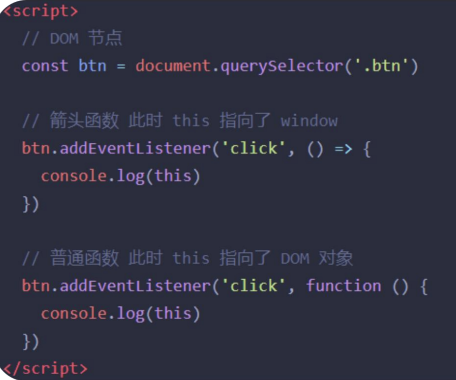 <script>
// DOM 节点
const btn = document.querySelector('.btn')
// 箭头函数 此时 this 指向了 window
btn.addEventListener('click', () => {
console.log(this)
})
// 普通函数 此时 this 指向了 DOM 对象
btn.addEventListener('click', function () {
console.log(this)
})
</script>